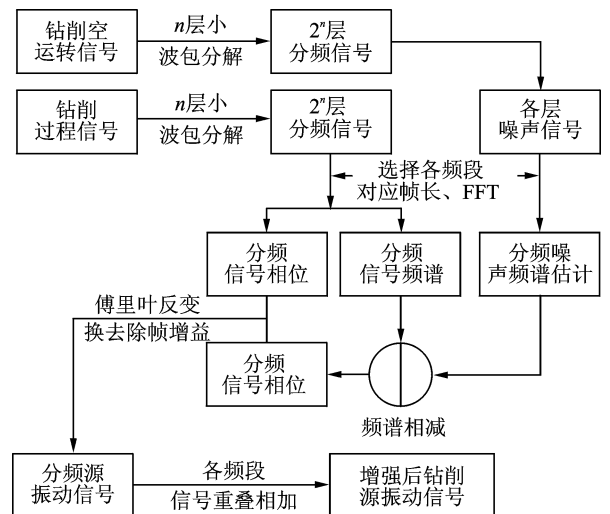 钻削空
运转信号
n层小
波包分解
2ⁿ层
分频信号
钻削
过程信号
n层小
波包分解
2ⁿ层
分频信号
各层
噪声信号
选择各频段
对应帧长、FFT
分频
信号相位
分频
信号频谱
分频噪
声频谱估计
傅里叶反变
换去除帧增益
分频
信号相位
频谱相减
分频源
振动信号
各频段
信号重叠相加
增强后钻削
源振动信号